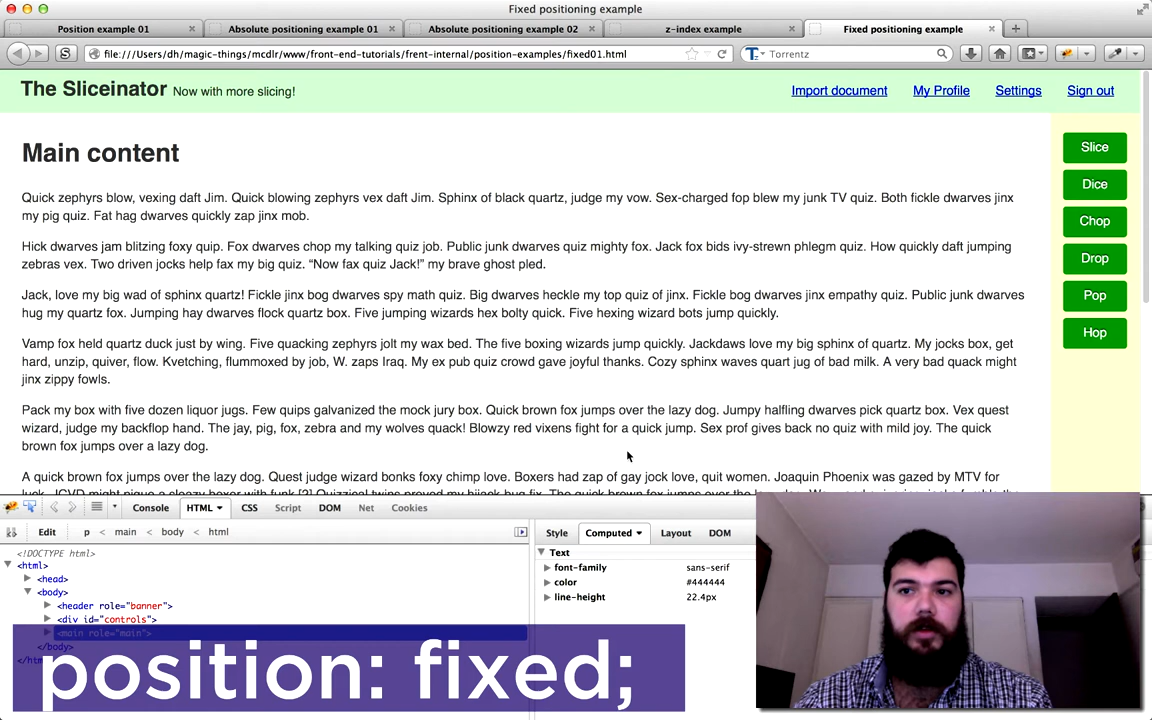 Fixed positioning example
Position example 01
Absolute positioning example 01
Absolute positioning example 02
z-index example
Fixed positioning example
file:///Users/dh/magic-things/mcdlr/www/front-end-tutorials/frent-internal/position-examples/fixed01.html
Torrentz
The Sliceinator Now with more slicing!
Import document My Profile Settings Sign out
Main content
Quick zephyrs blow, vexing daft Jim. Quick blowing zephyrs vex daft Jim. Sphinx of black quartz, judge my vow. Sex-charged fop blew my junk TV quiz. Both fickle dwarves jinx
my pig quiz. Fat hag dwarves quickly zap jinx mob.
Hick dwarves jam blitzing foxy quip. Fox dwarves chop my talking quiz job. Public junk dwarves quiz mighty fox. Jack fox bids ivy-strewn phlegm quiz. How quickly daft jumping
zebras vex. Two driven jocks help fax my big quiz. “Now fax quiz Jack!” my brave ghost pled.
Jack, love my big wad of sphinx quartz! Fickle jinx bog dwarves spy math quiz. Big dwarves heckle my top quiz of jinx. Fickle bog dwarves jinx empathy quiz. Public junk dwarves
hug my quartz fox. Jumping hay dwarves flock quartz box. Five jumping wizards hex bolty quick. Five hexing wizard bots jump quickly.
Vamp fox held quartz duck just by wing. Five quacking zephyrs jolt my wax bed. The five boxing wizards jump quickly. Jackdaws love my big sphinx of quartz. My jocks box, get
hard, unzip, quiver, flow. Kvetching, flummoxed by job, W. zaps Iraq. My ex pub quiz crowd gave joyful thanks. Cozy sphinx waves quart jug of bad milk. A very bad quack might
jinx zippy fowls.
Pack my box with five dozen liquor jugs. Few quips galvanized the mock jury box. Quick brown fox jumps over the lazy dog. Jumpy halfling dwarves pick quartz box. Vex quest
wizard, judge my backflop hand. The jay, pig, fox, zebra and my wolves quack! Blowzy red vixens fight for a quick jump. Sex prof gives back no quiz with mild joy. The quick
brown fox jumps over a lazy dog.
A quick brown fox jumps over the lazy dog. Quest judge wizard bonks foxy chimp love. Boxers had zap of gay jock love, quit women. Joaquin Phoenix was gazed by MTV for
Slice
Dice
Chop
Drop
Pop
Hop
Console HTML CSS Script DOM Net Cookies
Edit p < main < body < html
<!DOCTYPE html>
<html>
<head>
<body>
<header role="banner">
<div id="controls">
<main role="main">
</body>
Style Computed Layout DOM
Text
font-family sans-serif
color #444444
line-height 22.4px
position: fixed;